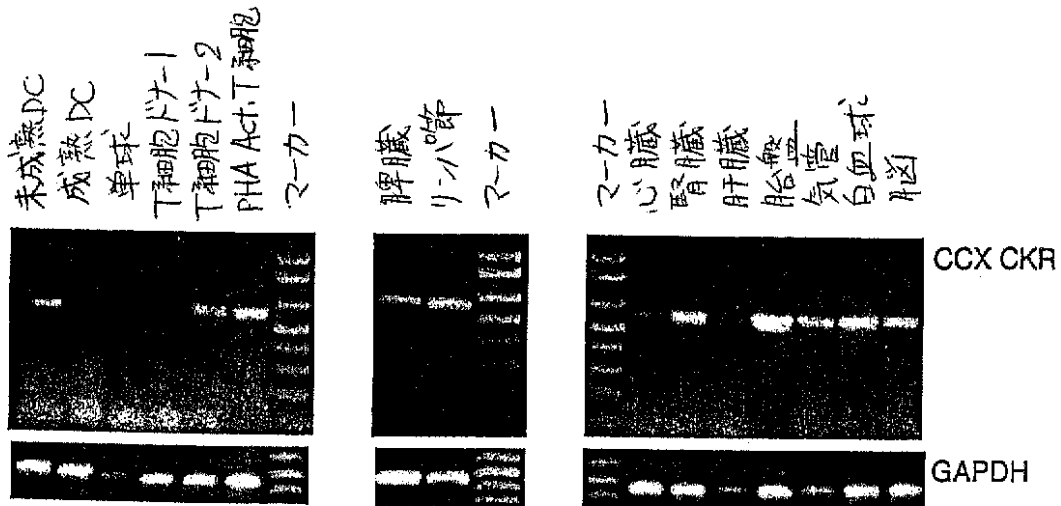 未成熟DC
成熟DC
単球
T細胞ドナー1
T細胞ドナー2
PHA Act.T細胞
マーカー
脾臓
リンパ節
マーカー
マーカー
心臓
腎臓
肝臓
胎盤
気管
白血球
脳
CCX CKR
GAPDH